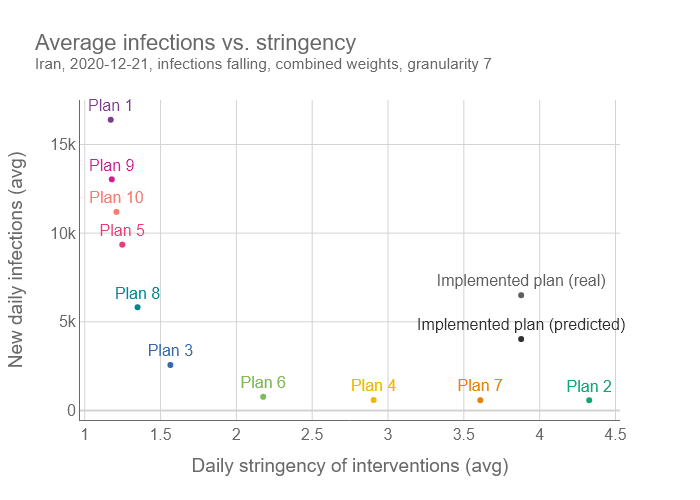 Average infections vs. stringency
Iran, 2020-12-21, infections falling, combined weights, granularity 7
New daily infections (avg)
15k
10k
5k
0
Plan 1
Plan 9
Plan 10
Plan 5
Plan 8
Plan 3
Plan 6
Plan 4
Plan 7
Plan 2
Implemented plan (real)
Implemented plan (predicted)
1
1.5
2
2.5
3
3.5
4
4.5
Daily stringency of interventions (avg)